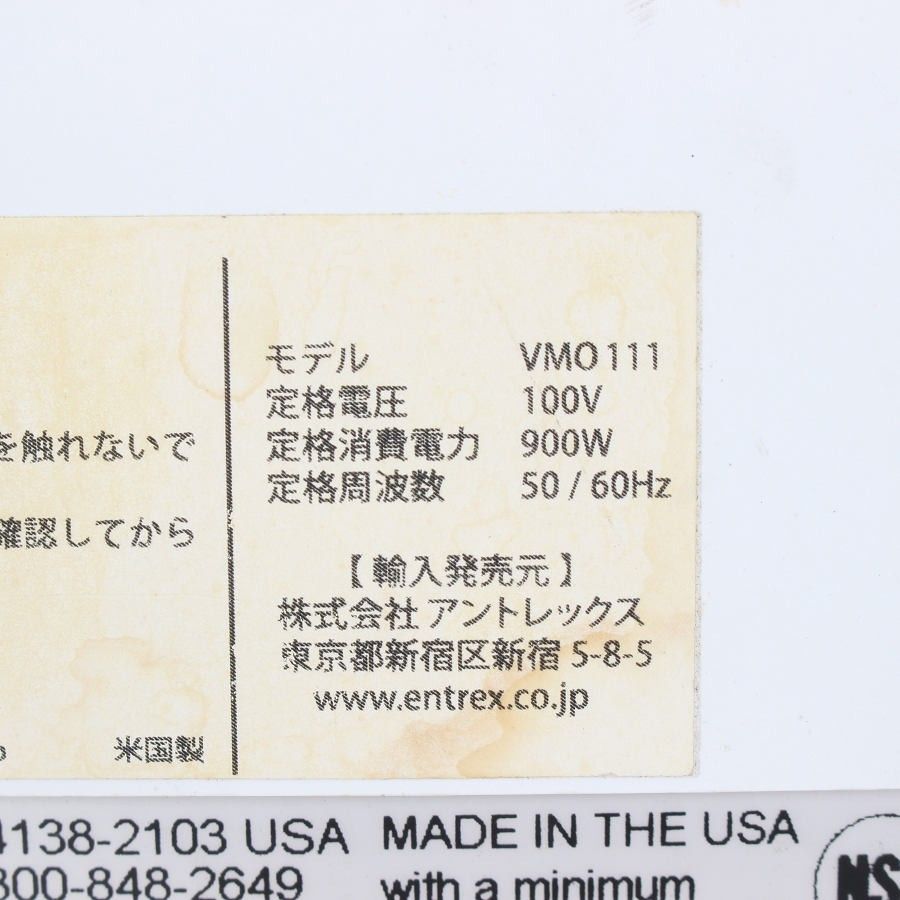 モデル VMO111
定格電圧 100V
を触れないで 定格消費電力 900W
定格周波数 50 / 60Hz
確認してから
【輸入発売元】
株式会社 アントレックス
東京都新宿区新宿 5-8-5
www.entrex.co.jp
米国製
4138-2103 USA MADE IN THE USA
800-848-2649 with a minimum
NS